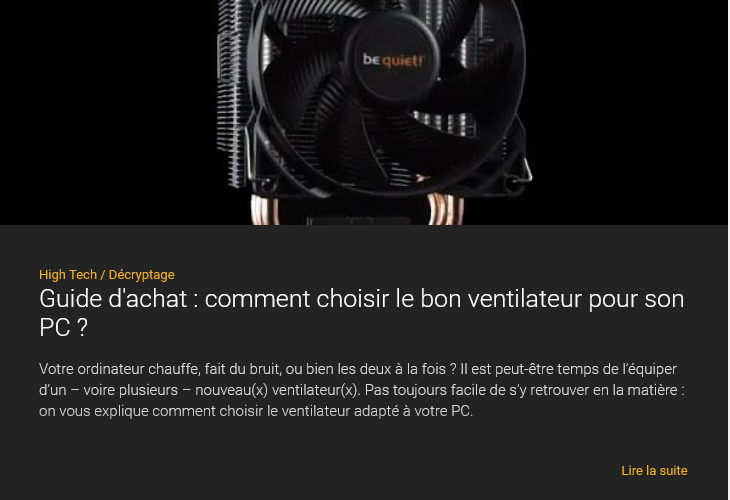 be quiet!
High Tech / Décryptage
Guide d'achat : comment choisir le bon ventilateur pour son
PC ?
Votre ordinateur chauffe, fait du bruit, ou bien les deux à la fois ? Il est peut-être temps de l’équiper
d’un – voire plusieurs – nouveau(x) ventilateur(x). Pas toujours facile de s’y retrouver en la matière :
on vous explique comment choisir le ventilateur adapté à votre PC.
Lire la suite